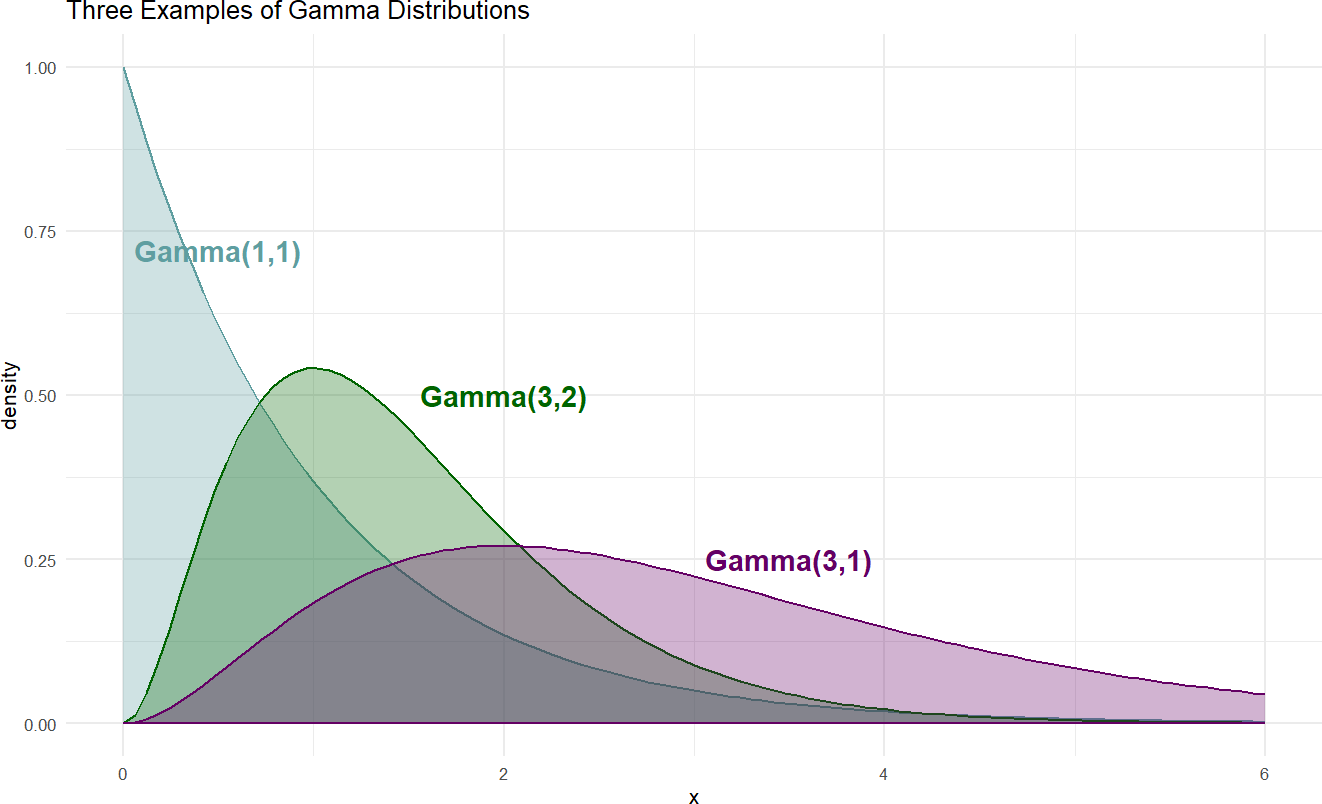 Three Examples of Gamma Distributions
1.00
Gamma(1,1)
0.75
density
0.50
Gamma(3,2)
0.25
Gamma(3,1)
0.00
0
2
4
6
x